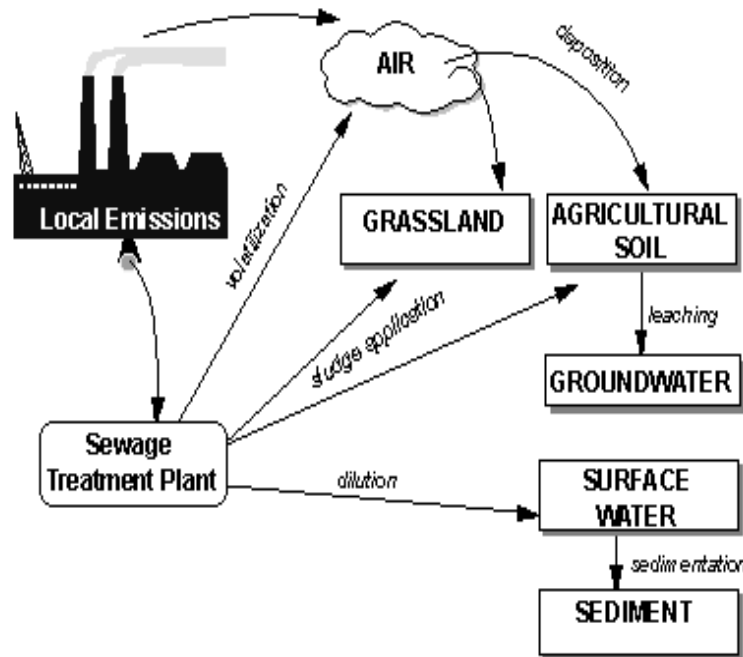 AIR
deposition
Local Emissions
volatilization
GRASSLAND
AGRICULTURAL
SOIL
sludge application
leaching
GROUNDWATER
Sewage
Treatment Plant
dilution
SURFACE
WATER
sedimentation
SEDIMENT